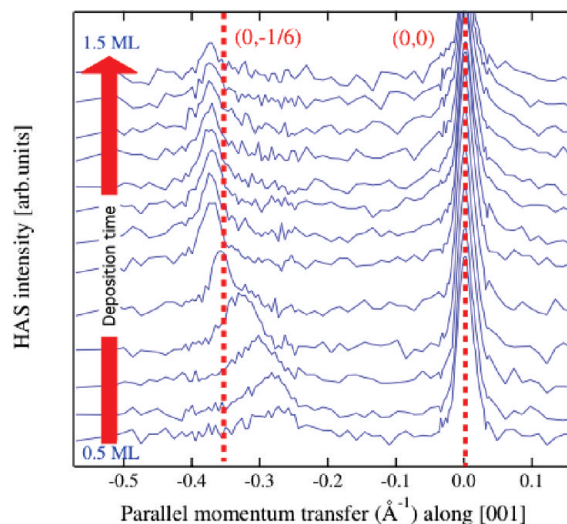 1.5 ML
(0,-1/6)
(0,0)
HAS intensity [arb.units]
Deposition time
0.5 ML
-0.5 -0.4 -0.3 -0.2 -0.1 0.0 0.1
Parallel momentum transfer (Å⁻¹) along [001]